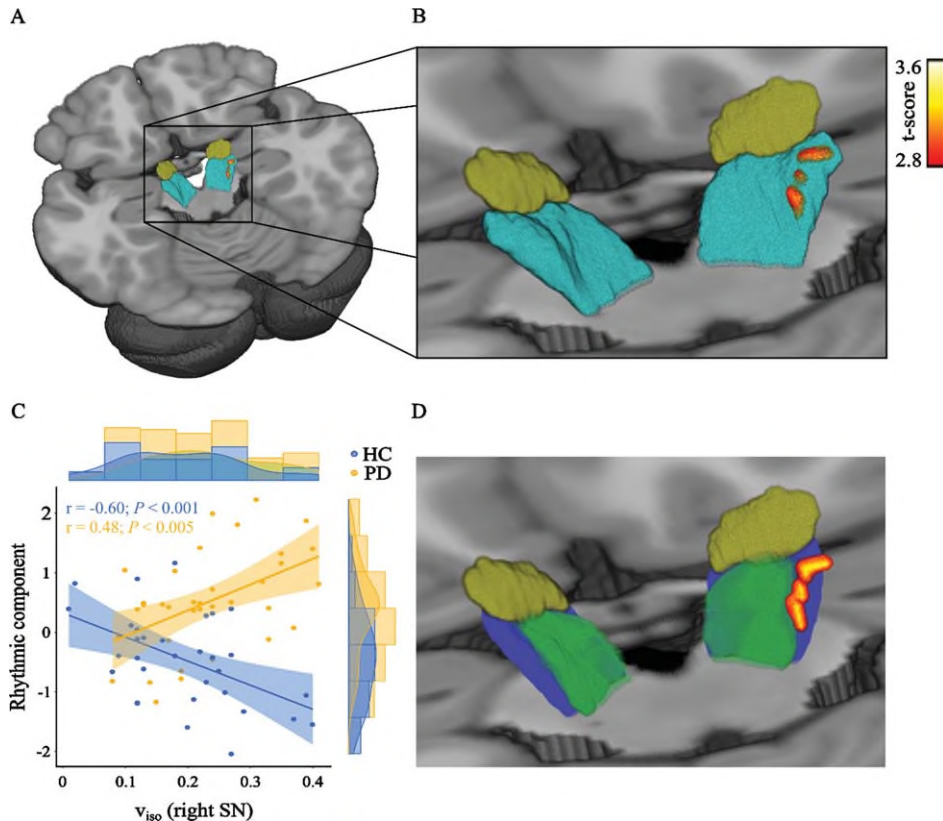 A
B
3.6
t-score
2.8
C
HC
PD
r = -0.60; P < 0.001
r = 0.48; P < 0.005
2
1
0
-1
-2
Rhythmic component
0 0.1 0.2 0.3 0.4
viso (right SN)
D